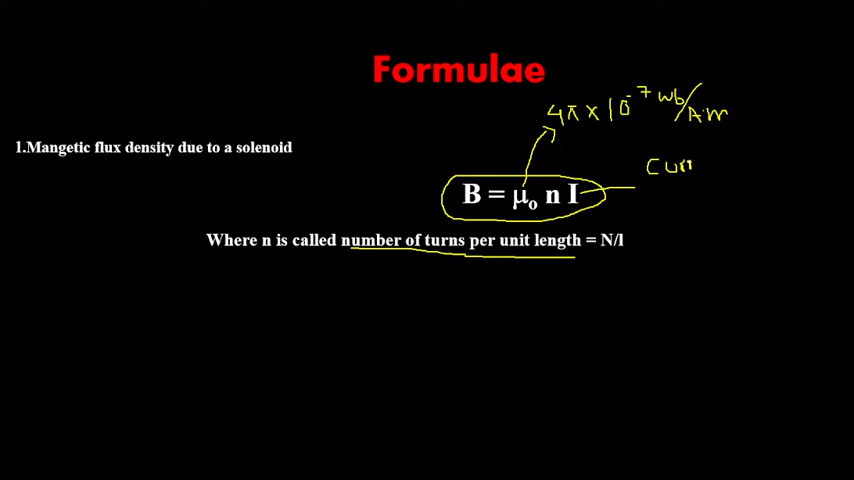 Formulae
4π × 10⁻⁷ wb/A·m
1.Mangetic flux density due to a solenoid
Curr
B = μₒ n I
Where n is called number of turns per unit length = N/l